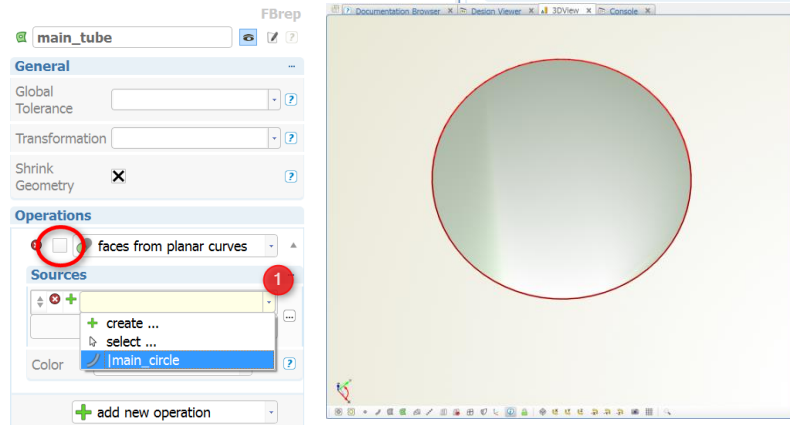 FBrep
main_tube
General
...
Global
Tolerance
?
Transformation
?
Shrink
Geometry
?
Operations
faces from planar curves
Sources
1
create ...
select ...
|main_circle
...
Color
?
add new operation
Documentation Browser
Design Viewer
3DView
Console